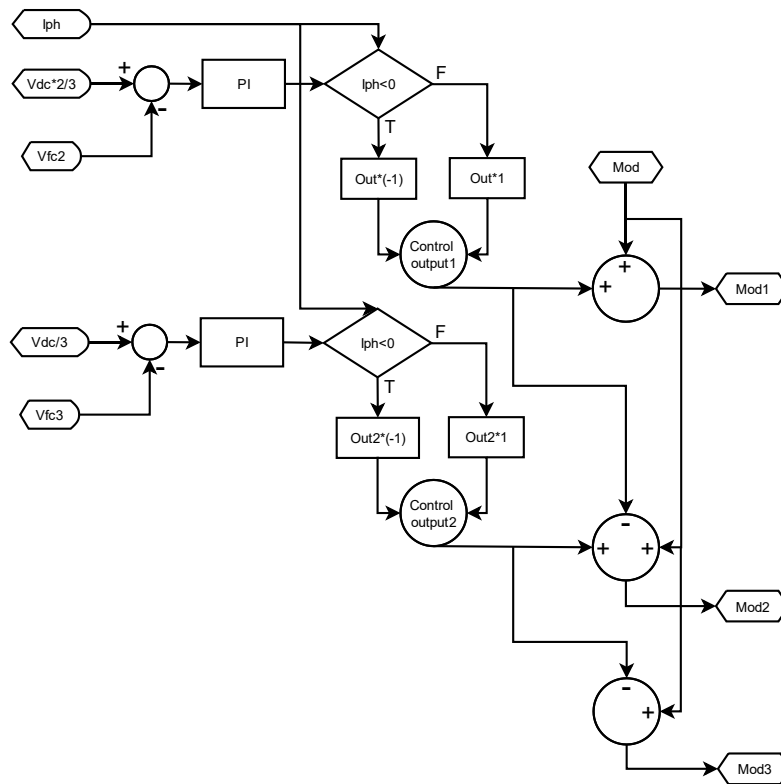 Iph
Vdc*2/3
+
-
PI
Iph<0
F
T
Vfc2
Out*(-1)
Out*1
Mod
Control
output1
+
+
Mod1
Vdc/3
+
-
PI
Iph<0
F
T
Vfc3
Out2*(-1)
Out2*1
Control
output2
-
+
+
Mod2
-
+
Mod3